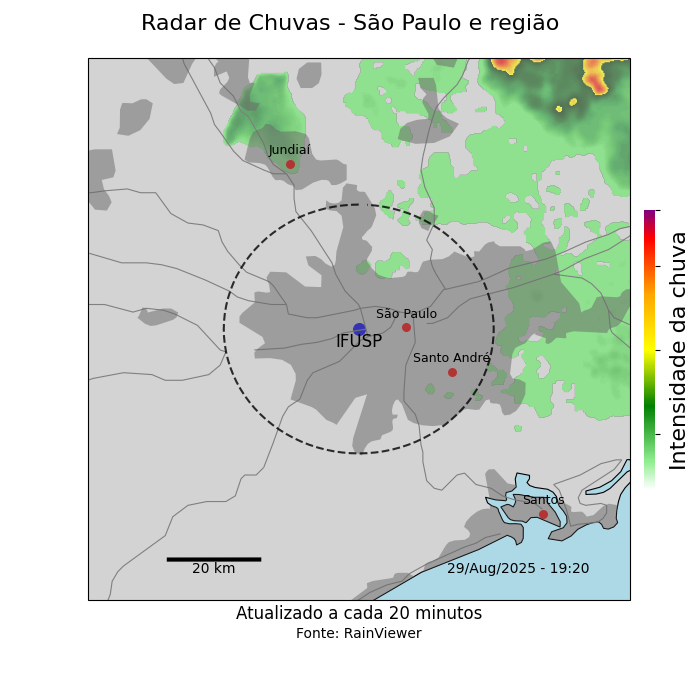 Radar de Chuvas - São Paulo e região
Jundiaí
São Paulo
IFUSP
Santo André
Santos
20 km
29/Aug/2025 - 19:20
Intensidade da chuva
Atualizado a cada 20 minutos
Fonte: RainViewer